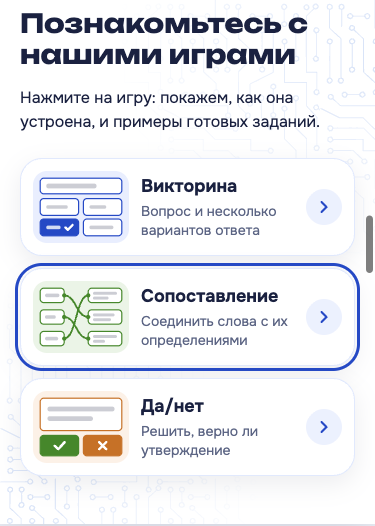 Познакомьтесь с
нашими играми
Нажмите на игру: покажем, как она
устроена, и примеры готовых заданий.
Викторина
Вопрос и несколько
вариантов ответа
Сопоставление
Соединить слова с их
определениями
Да/нет
Решить, верно ли
утверждение